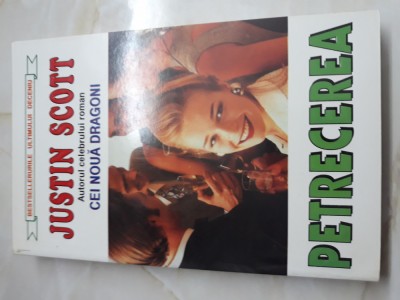 BESTSELLERURILE ULTIMULUI DECENIU
JUSTIN SCOTT
Autorul celebrului roman
CEI NOUĂ DRAGONI
PETRECEREA